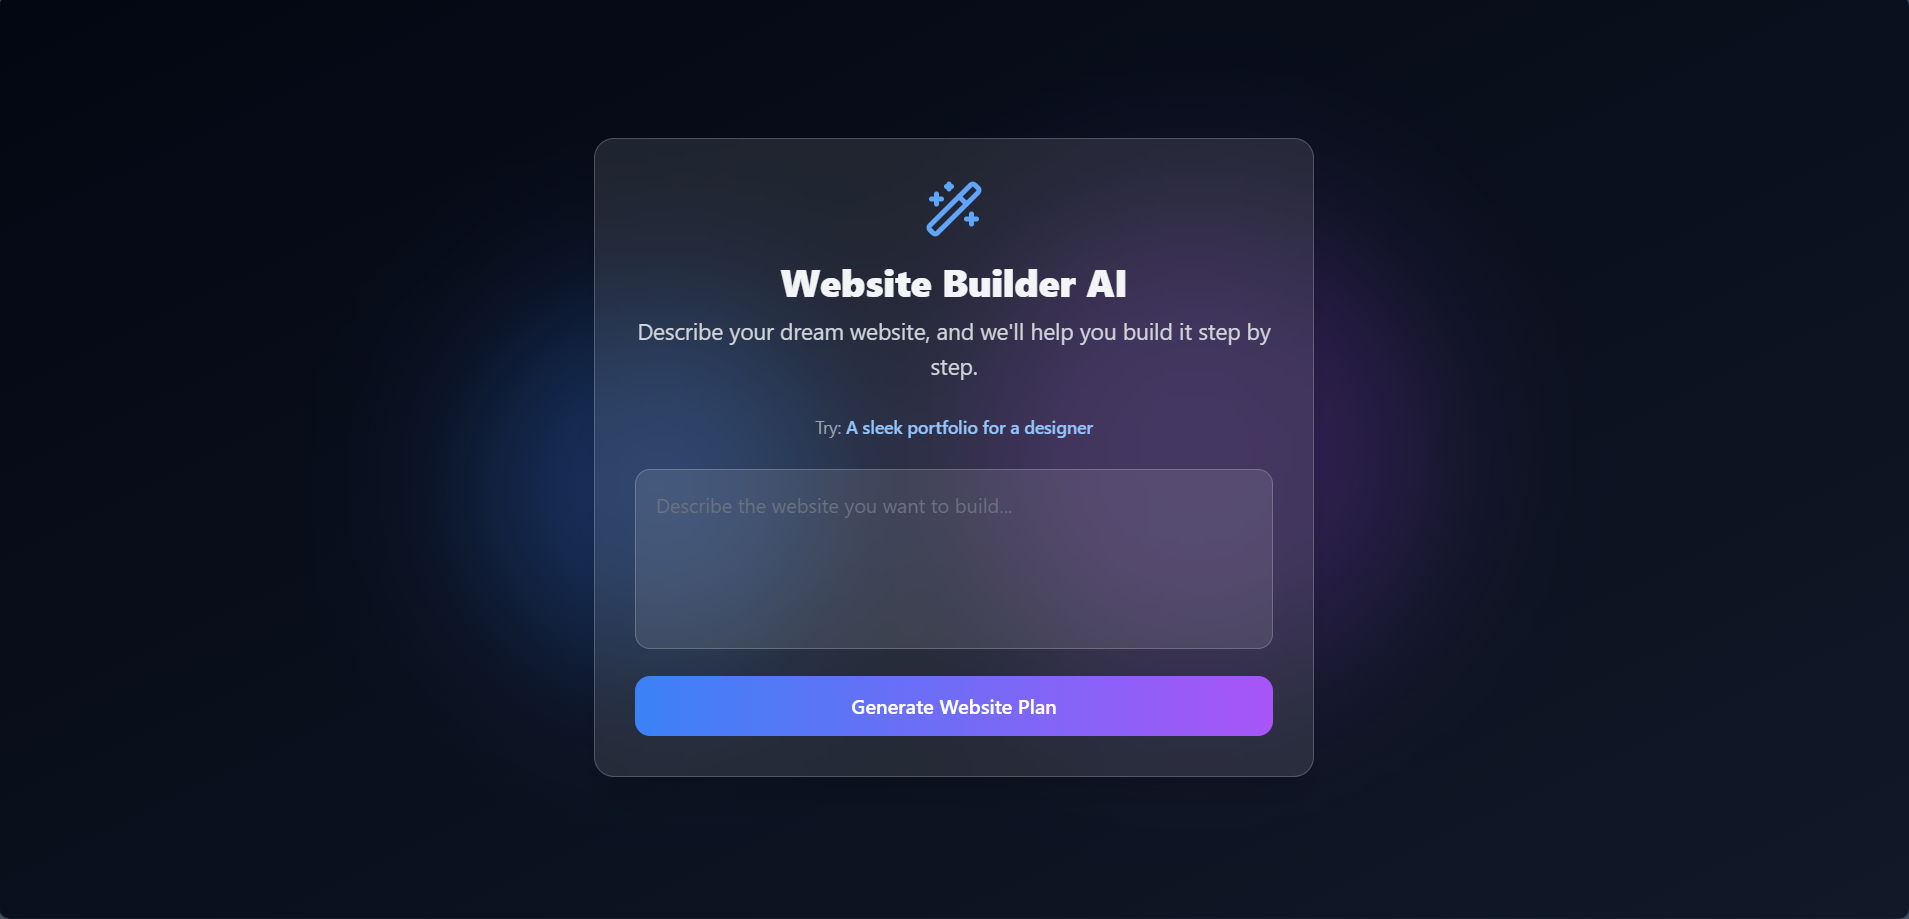 Website Builder AI
Describe your dream website, and we'll help you build it step by
step.
Try: A sleek portfolio for a designer
Describe the website you want to build...
Generate Website Plan